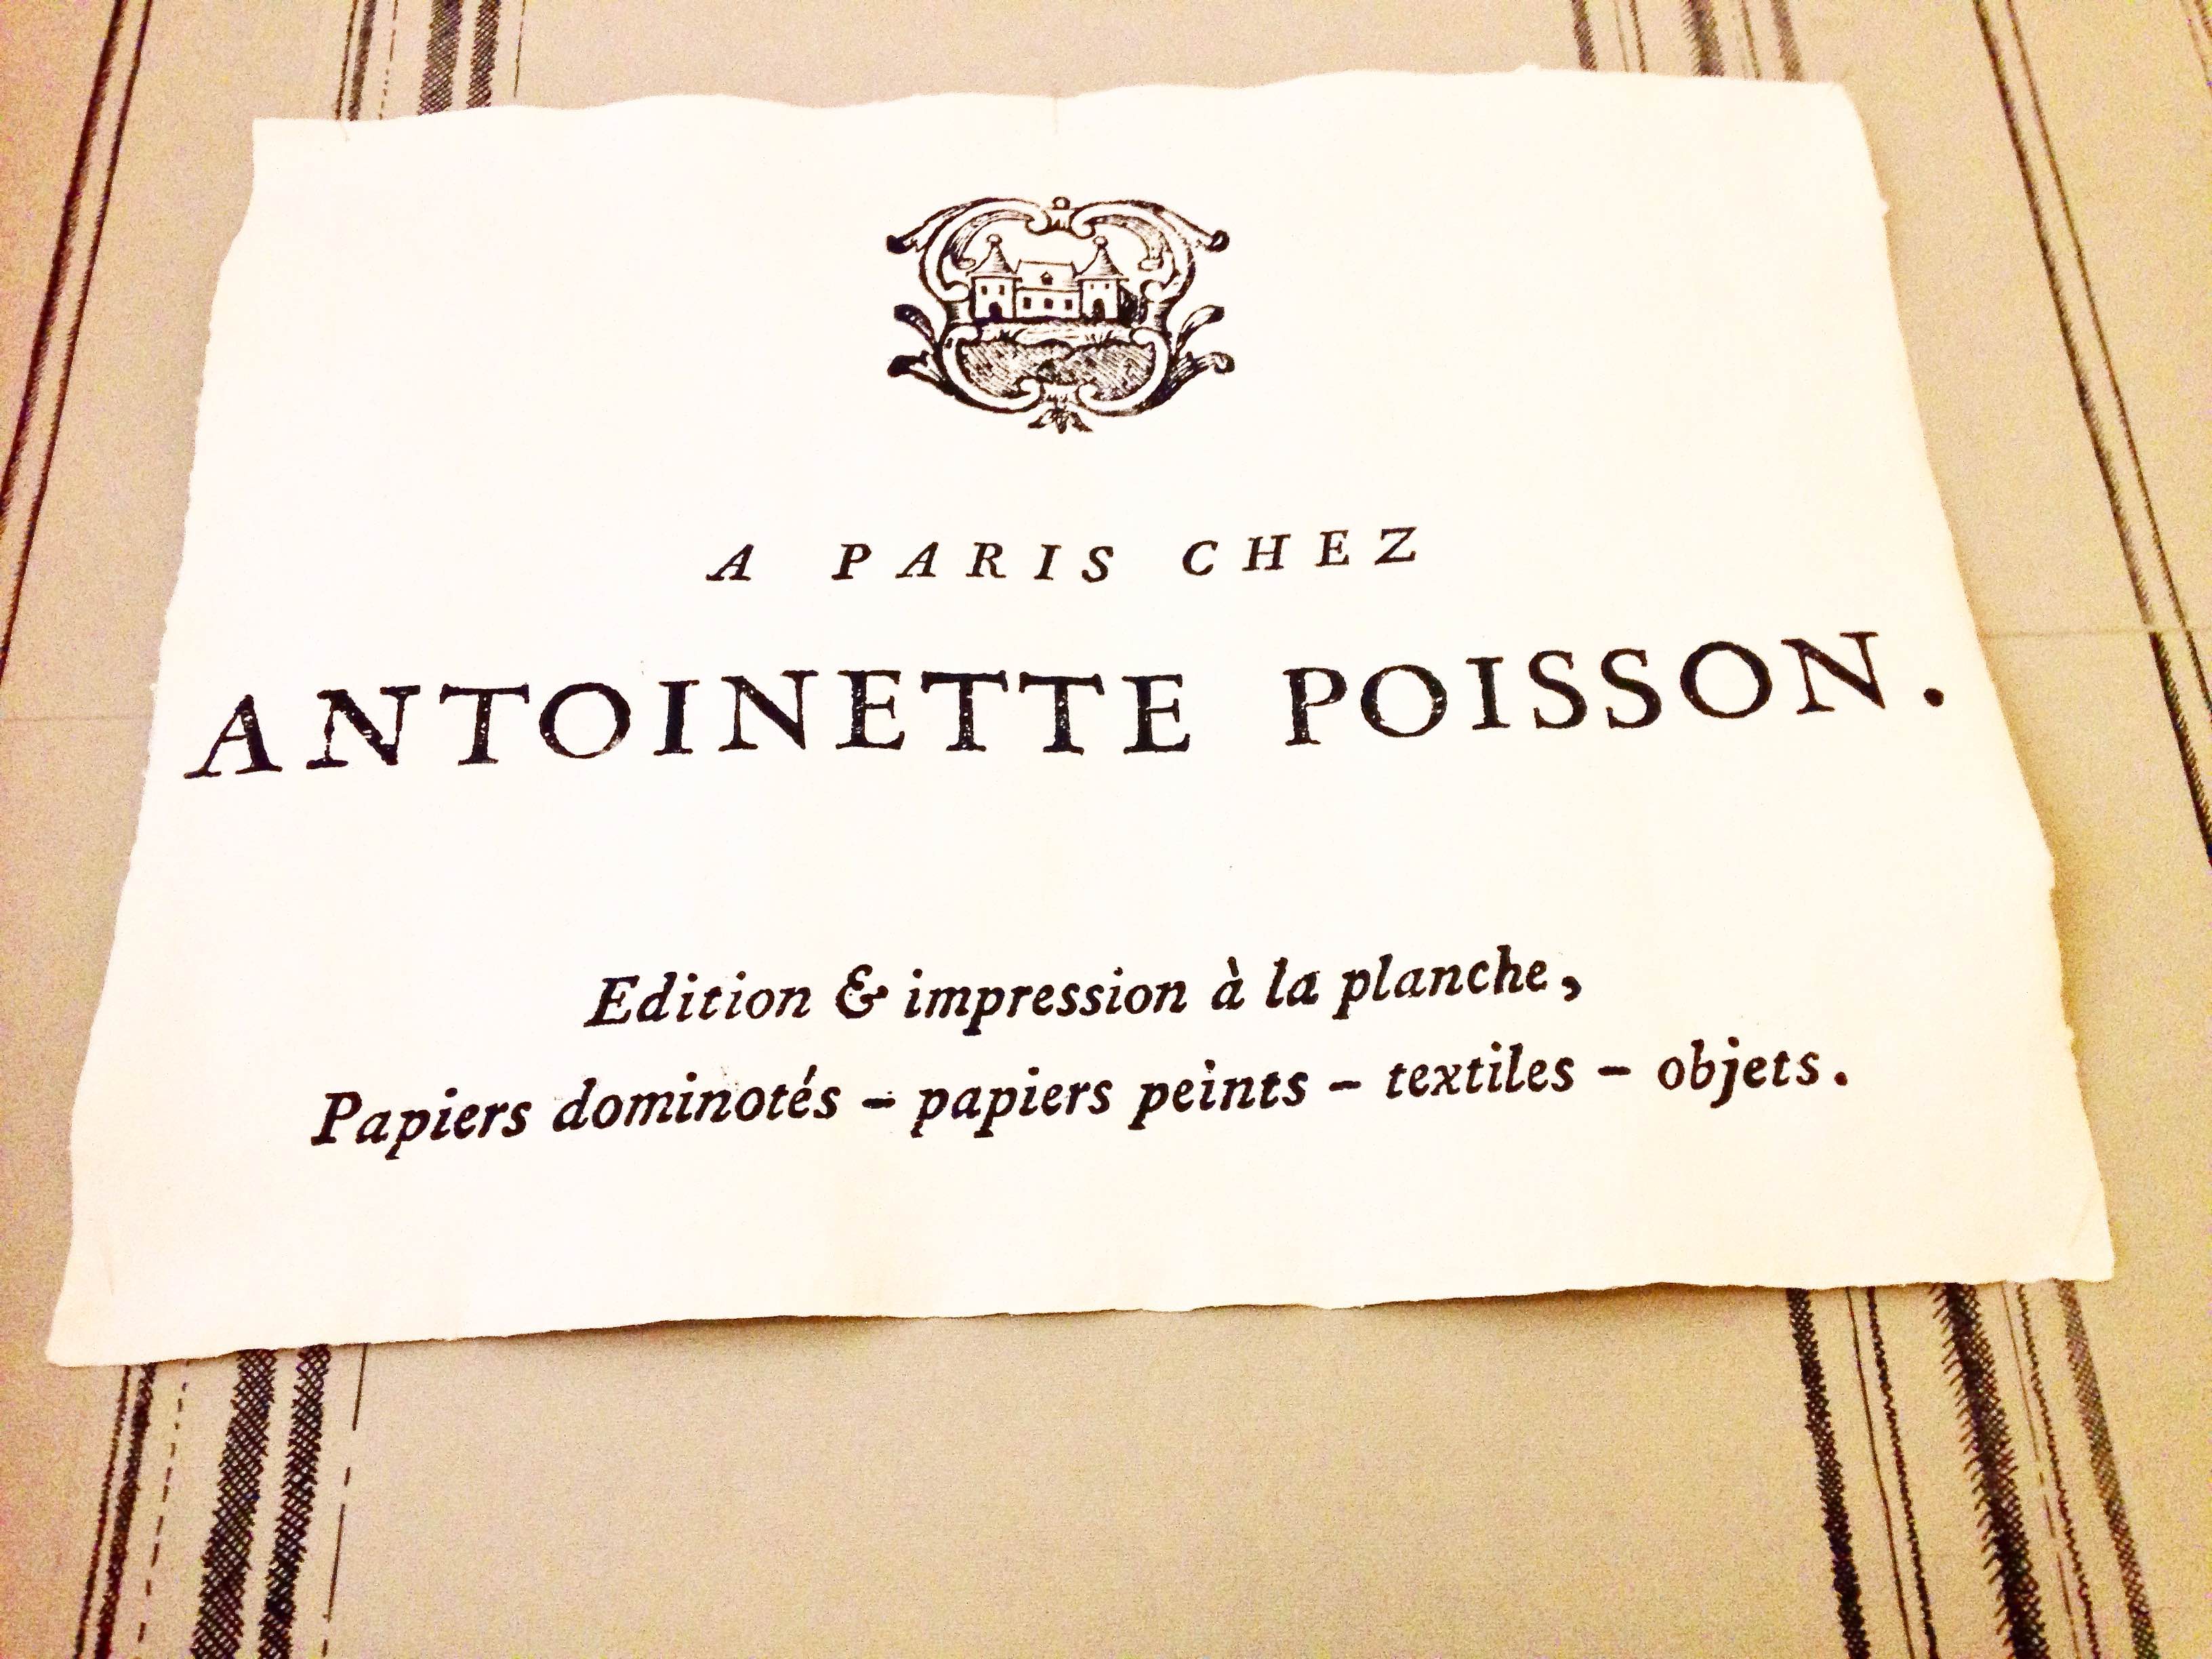 A PARIS CHEZ
ANTOINETTE POISSON.
Edition & impression à la planche,
Papiers dominotés - papiers peints - textiles - objets.